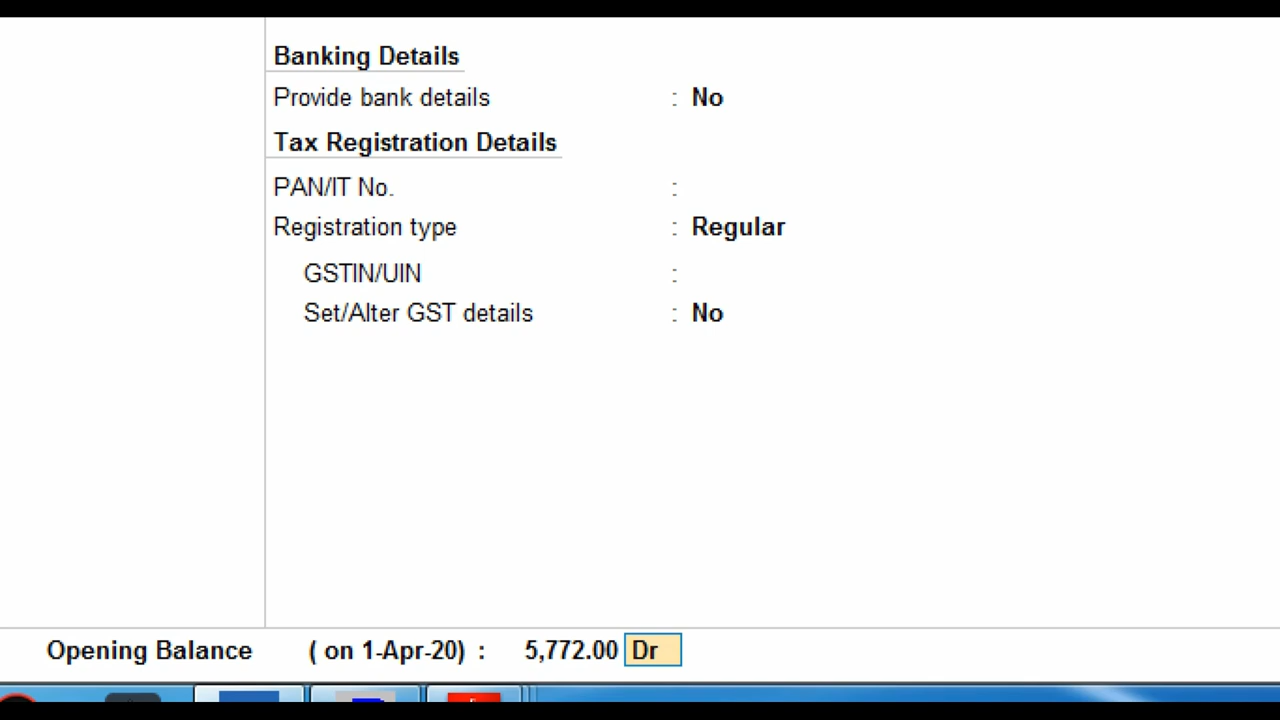 Banking Details
Provide bank details : No
Tax Registration Details
PAN/IT No. :
Registration type : Regular
GSTIN/UIN :
Set/Alter GST details : No
Opening Balance ( on 1-Apr-20) : 5,772.00 Dr